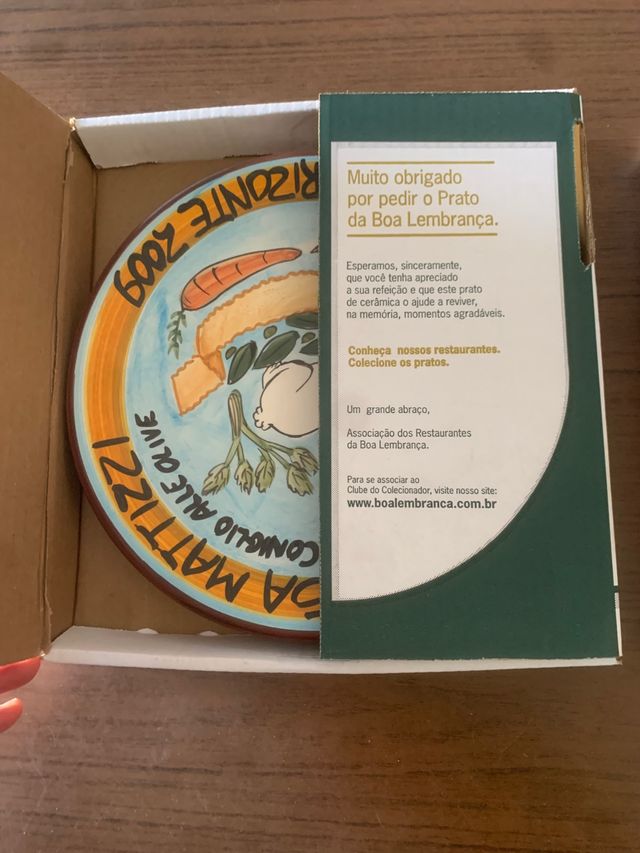 RIZONTE 2009
A MATTIZZI
CONIGLIO ALLE OLIVE
Muito obrigado
por pedir o Prato
da Boa Lembrança.
Esperamos, sinceramente,
que você tenha apreciado
a sua refeição e que este prato
de cerâmica o ajude a reviver,
na memória, momentos agradáveis.
Conheça nossos restaurantes.
Colecione os pratos.
Um grande abraço,
Associação dos Restaurantes
da Boa Lembrança.
Para se associar ao
Clube do Colecionador, visite nosso site:
www.boalembranca.com.br